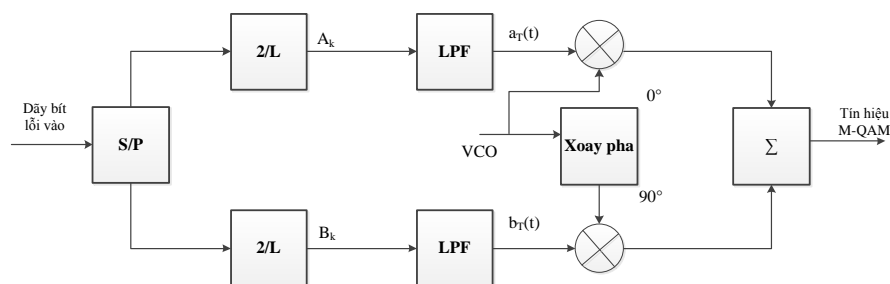 2/L
A_k
LPF
a_T(t)
Dãy bít
lỗi vào
S/P
0°
VCO
Xoay pha
Σ
Tín hiệu
M-QAM
90°
2/L
B_k
LPF
b_T(t)